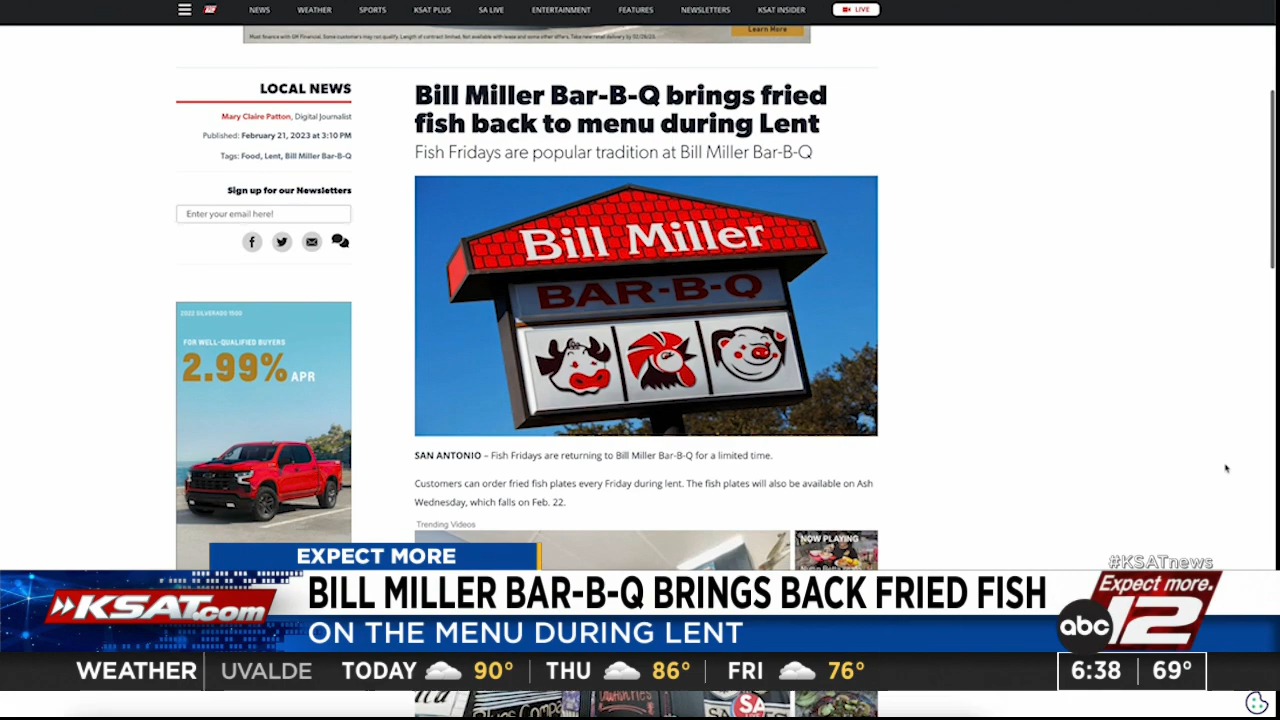 NEWS WEATHER SPORTS KSAT PLUS SA LIVE ENTERTAINMENT FEATURES NEWSLETTERS KSAT INSIDER LIVE
Learn More
LOCAL NEWS
Mary Claire Patton, Digital Journalist
Published: February 21, 2023 at 3:10 PM
Tags: Food, Lent, Bill Miller Bar-B-Q
Sign up for our Newsletters
Enter your email here!
2022 SILVERADO 1500
FOR WELL-QUALIFIED BUYERS
2.99% APR
Bill Miller Bar-B-Q brings fried
fish back to menu during Lent
Fish Fridays are popular tradition at Bill Miller Bar-B-Q
Bill Miller
BAR-B-Q
SAN ANTONIO – Fish Fridays are returning to Bill Miller Bar-B-Q for a limited time.
Customers can order fried fish plates every Friday during lent. The fish plates will also be available on Ash
Wednesday, which falls on Feb. 22.
Trending Videos
NOW PLAYING
#KSATnews
EXPECT MORE
KSAT.com
BILL MILLER BAR-B-Q BRINGS BACK FRIED FISH
ON THE MENU DURING LENT
Expect more.
abc 12
WEATHER UVALDE TODAY 90° THU 86° FRI 76° 6:38 69°